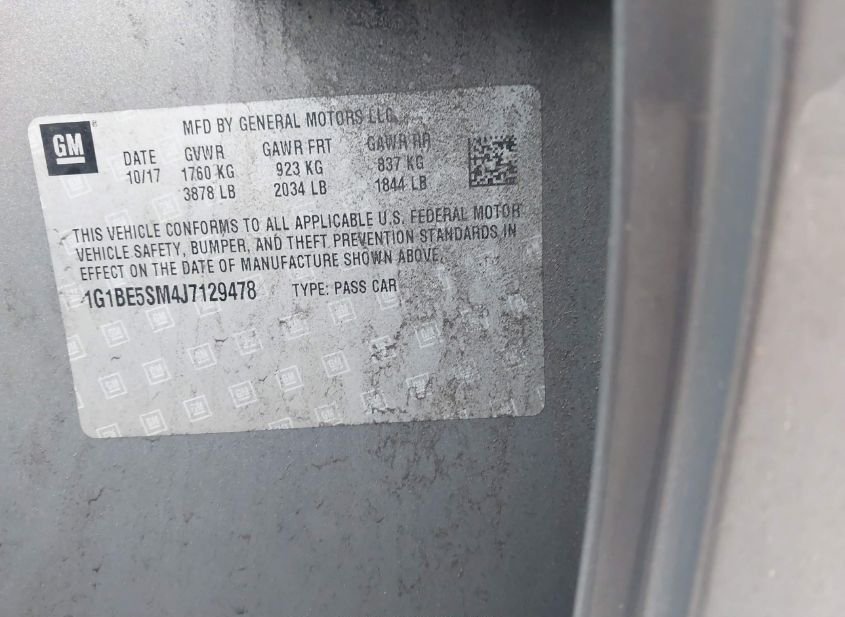 GM
MFD BY GENERAL MOTORS LLC
DATE GVWR GAWR FRT GAWR RR
10/17 1760 KG 923 KG 837 KG
3878 LB 2034 LB 1844 LB
THIS VEHICLE CONFORMS TO ALL APPLICABLE U.S. FEDERAL MOTOR
VEHICLE SAFETY, BUMPER, AND THEFT PREVENTION STANDARDS IN
EFFECT ON THE DATE OF MANUFACTURE SHOWN ABOVE.
1G1BE5SM4J7129478 TYPE: PASS CAR